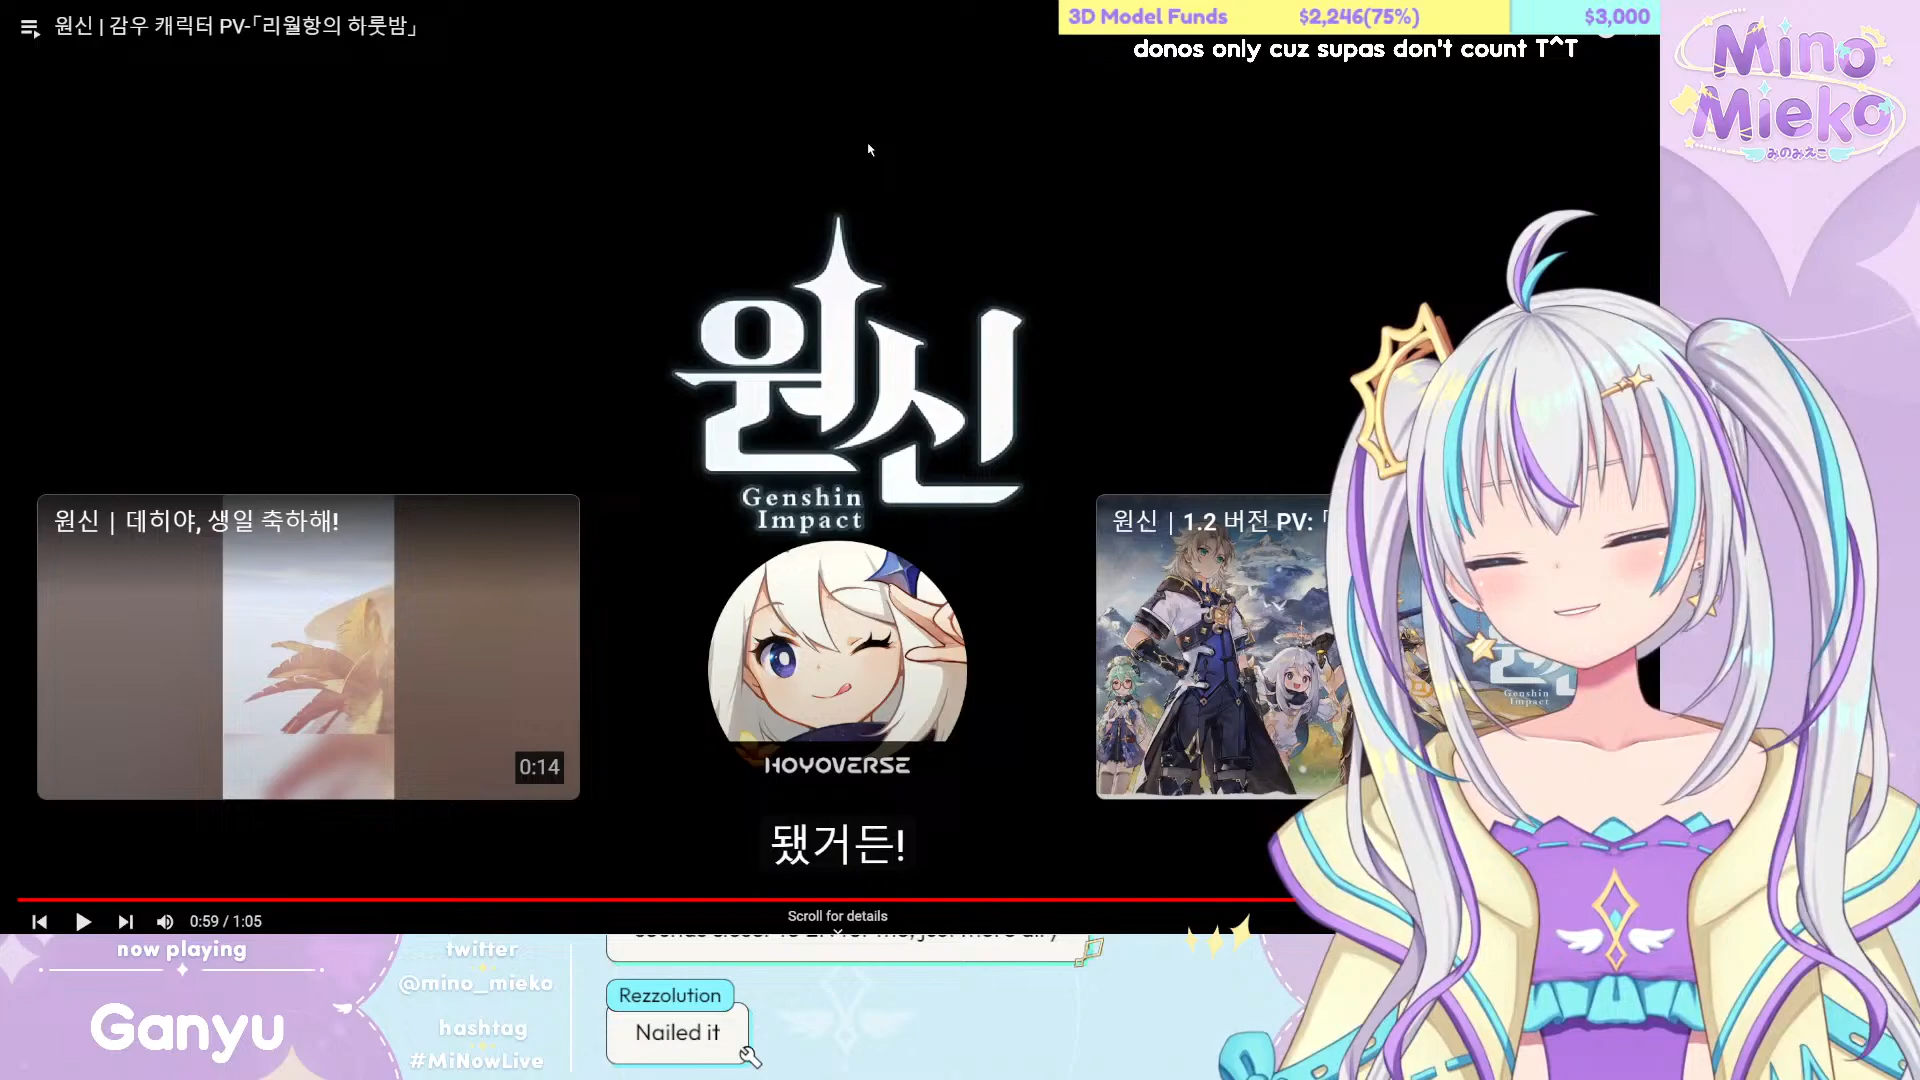 원신 | 감우 캐릭터 PV-「리월항의 하룻밤」
3D Model Funds $2,246(75%) $3,000
donos only cuz supas don't count T^T
Mino
Mieko
みのみえこ
원신
Genshin
Impact
원신 | 데히야, 생일 축하해!
0:14
원신 | 1.2 버전 PV: 「
Genshin
Impact
HOYOVERSE
됐거든!
0:59 / 1:05
Scroll for details
now playing
Ganyu
twitter
@mino_mieko
hashtag
#MiNowLive
Rezzolution
Nailed it